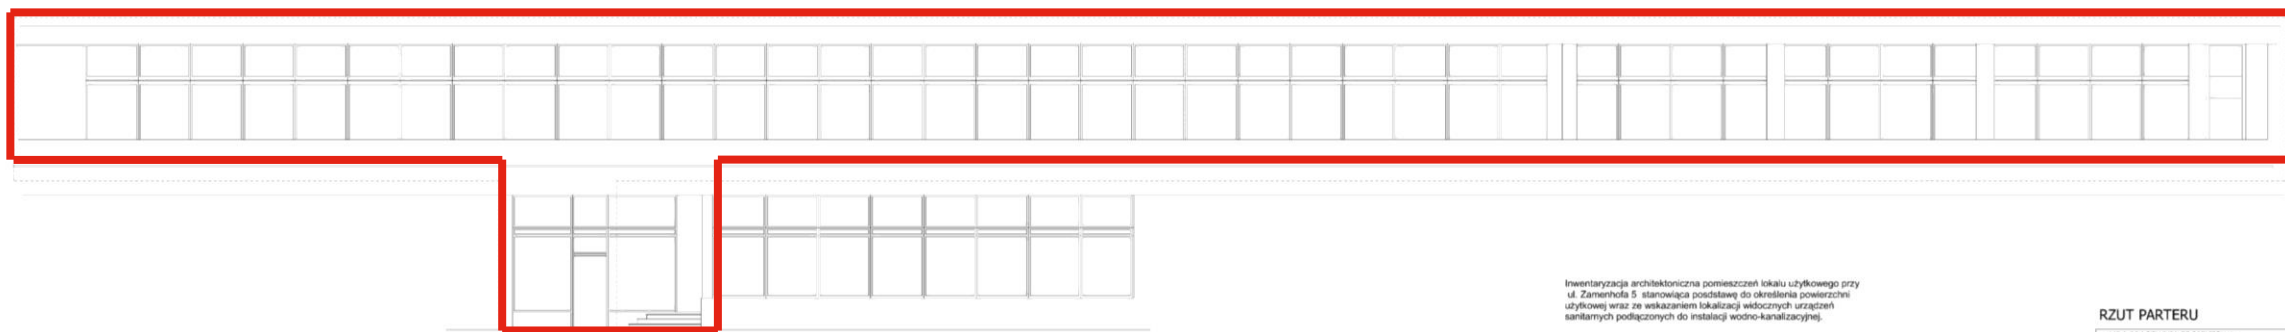 Inwentaryzacja architektoniczna pomieszczeń lokalu użytkowego przy
ul. Zamenhofa 5 stanowiąca posdstawę do określenia powierzchni
użytkowej wraz ze wskazaniem lokalizacji widocznych urządzeń
sanitarnych podłączonych do instalacji wodno-kanalizacyjnej.
RZUT PARTERU